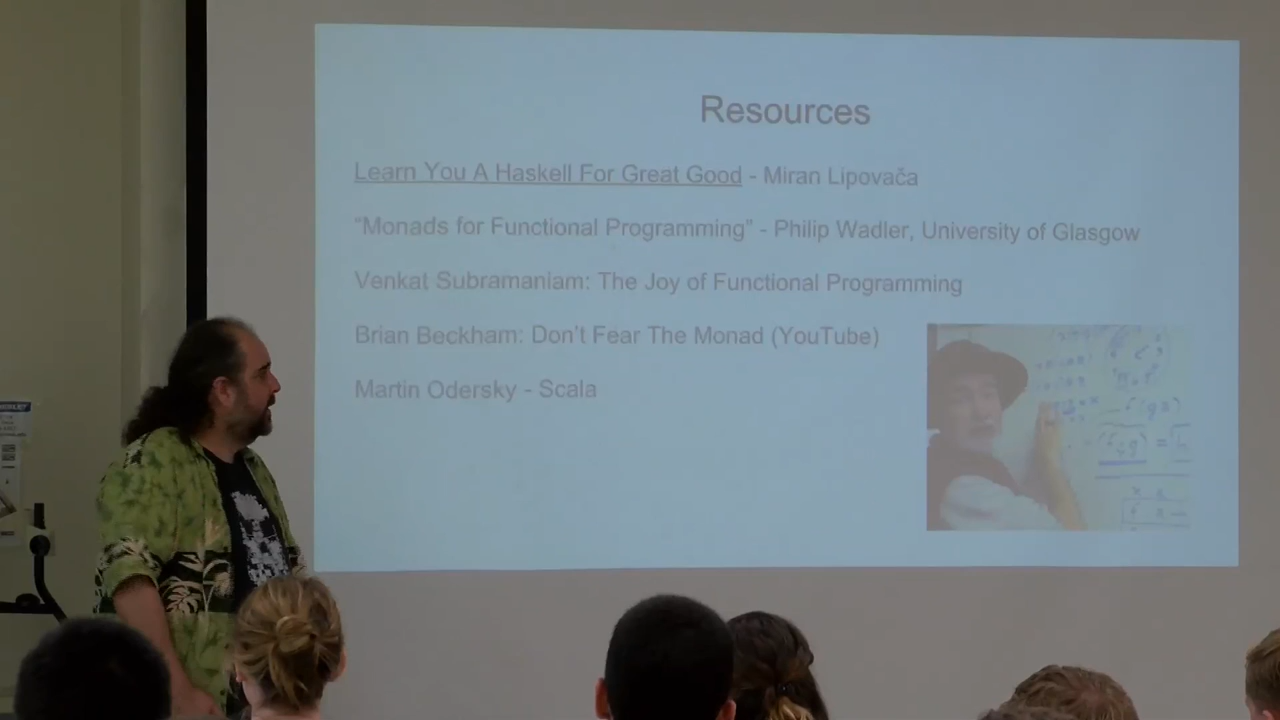 Resources
Learn You A Haskell For Great Good - Miran Lipovača
“Monads for Functional Programming” - Philip Wadler, University of Glasgow
Venkat Subramaniam: The Joy of Functional Programming
Brian Beckham: Don't Fear The Monad (YouTube)
Martin Odersky - Scala